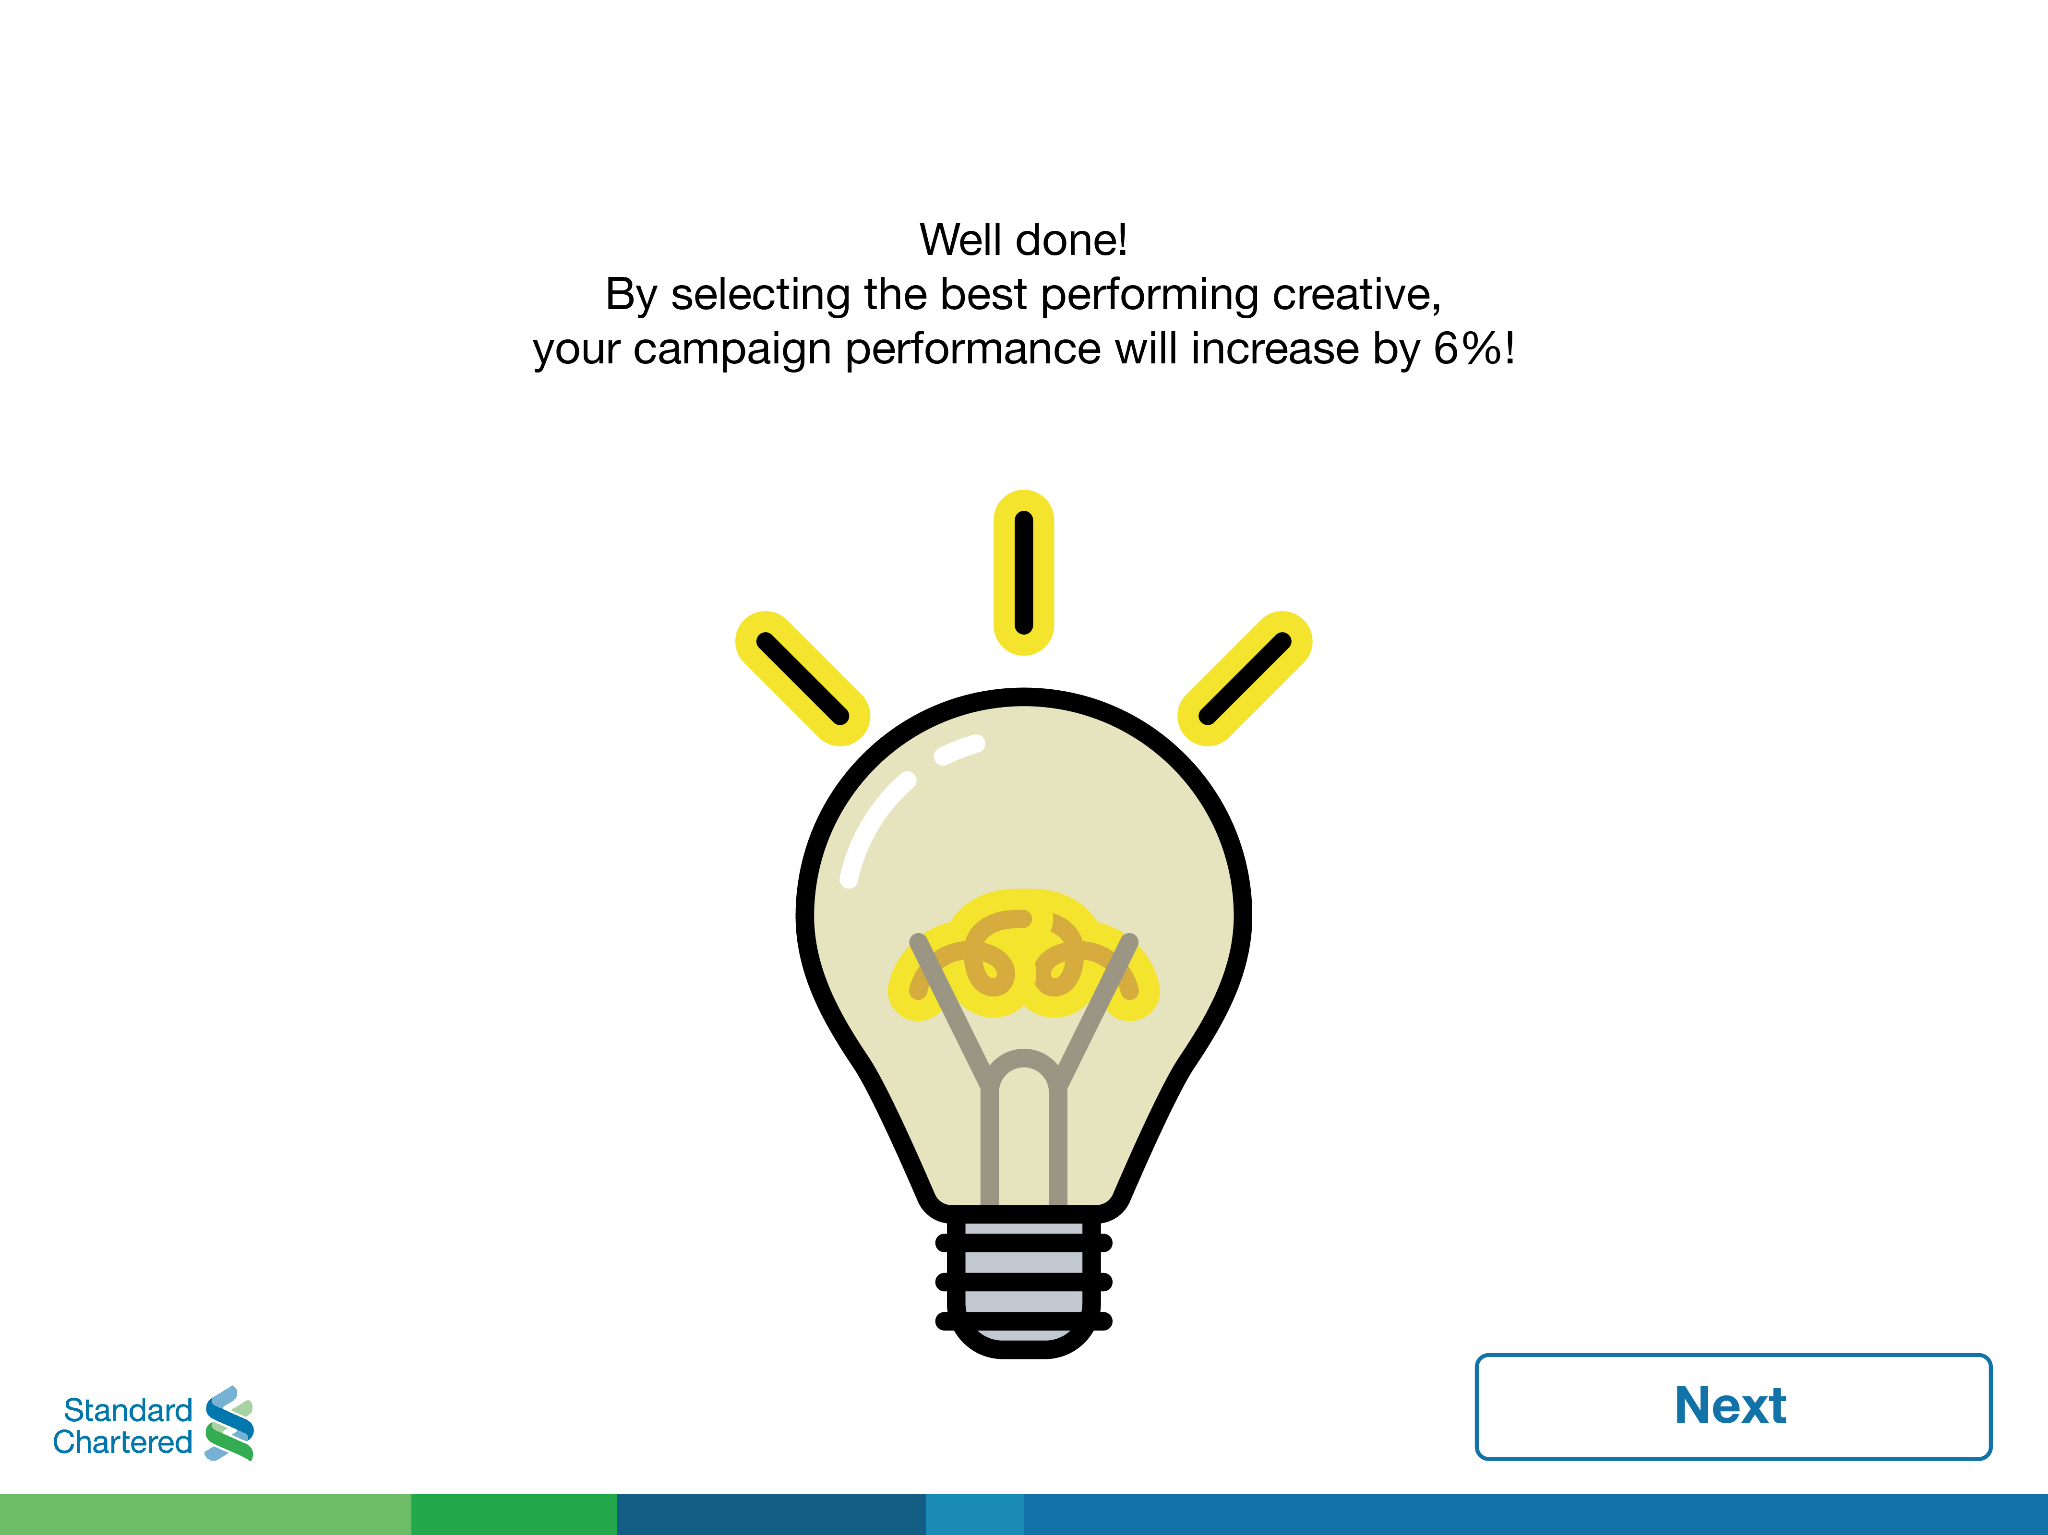 Well done!
By selecting the best performing creative,
your campaign performance will increase by 6%!
Standard
Chartered
Next